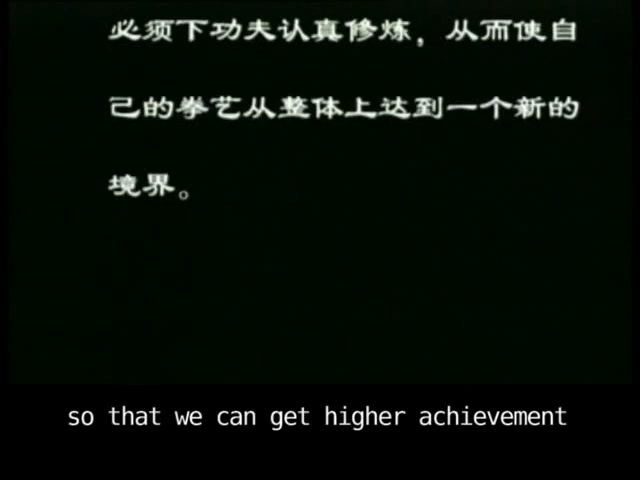 必须下功夫认真修炼，从而使自
己的拳艺从整体上达到一个新的
境界。
so that we can get higher achievement